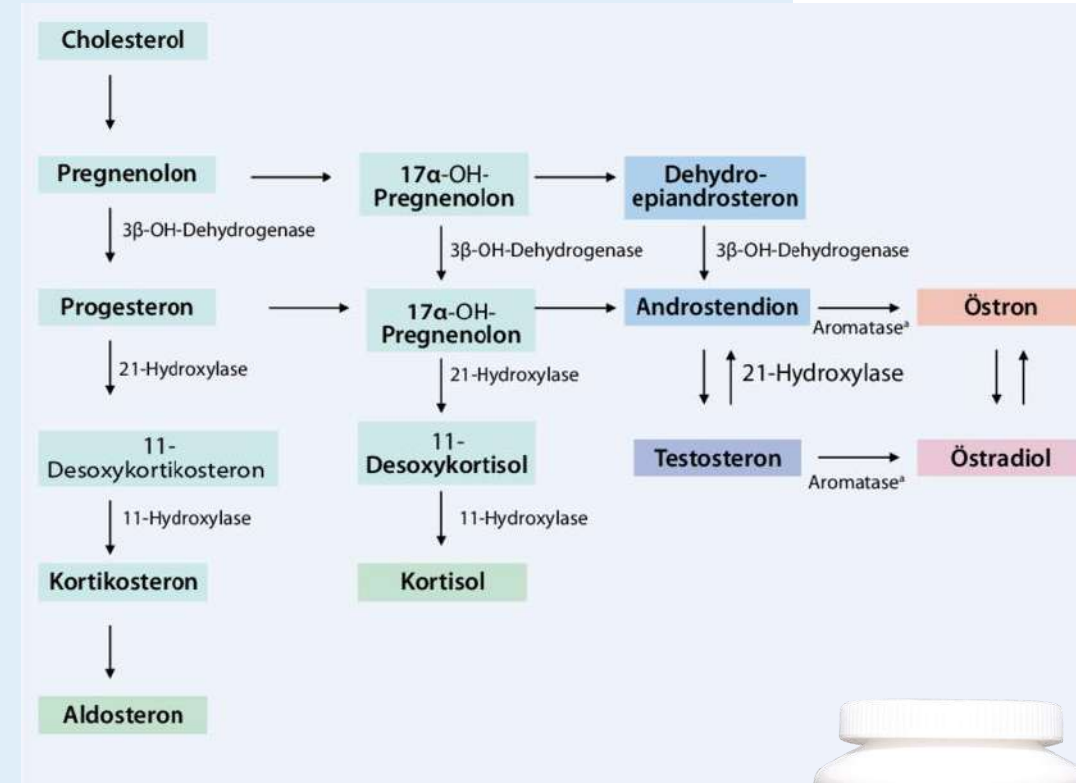 Cholesterol
Pregnenolon
17α-OH-
Pregnenolon
Dehydro-
epiandrosteron
3β-OH-Dehydrogenase
3β-OH-Dehydrogenase
3β-OH-Dehydrogenase
Progesteron
17α-OH-
Pregnenolon
Androstendion
Aromataseᵃ
Östron
21-Hydroxylase
21-Hydroxylase
21-Hydroxylase
11-
Desoxykortikosteron
11-
Desoxykortisol
Testosteron
Aromataseᵃ
Östradiol
11-Hydroxylase
11-Hydroxylase
Kortikosteron
Kortisol
Aldosteron